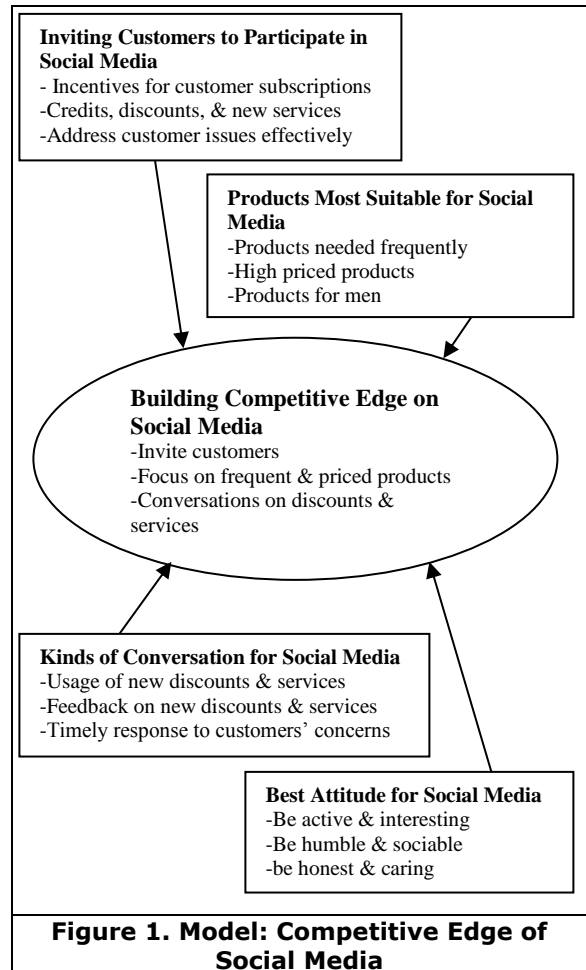 Inviting Customers to Participate in
Social Media
- Incentives for customer subscriptions
-Credits, discounts, & new services
-Address customer issues effectively
Products Most Suitable for Social
Media
-Products needed frequently
-High priced products
-Products for men
Building Competitive Edge on
Social Media
-Invite customers
-Focus on frequent & priced products
-Conversations on discounts &
services
Kinds of Conversation for Social Media
-Usage of new discounts & services
-Feedback on new discounts & services
-Timely response to customers’ concerns
Best Attitude for Social Media
-Be active & interesting
-Be humble & sociable
-be honest & caring
Figure 1. Model: Competitive Edge of
Social Media